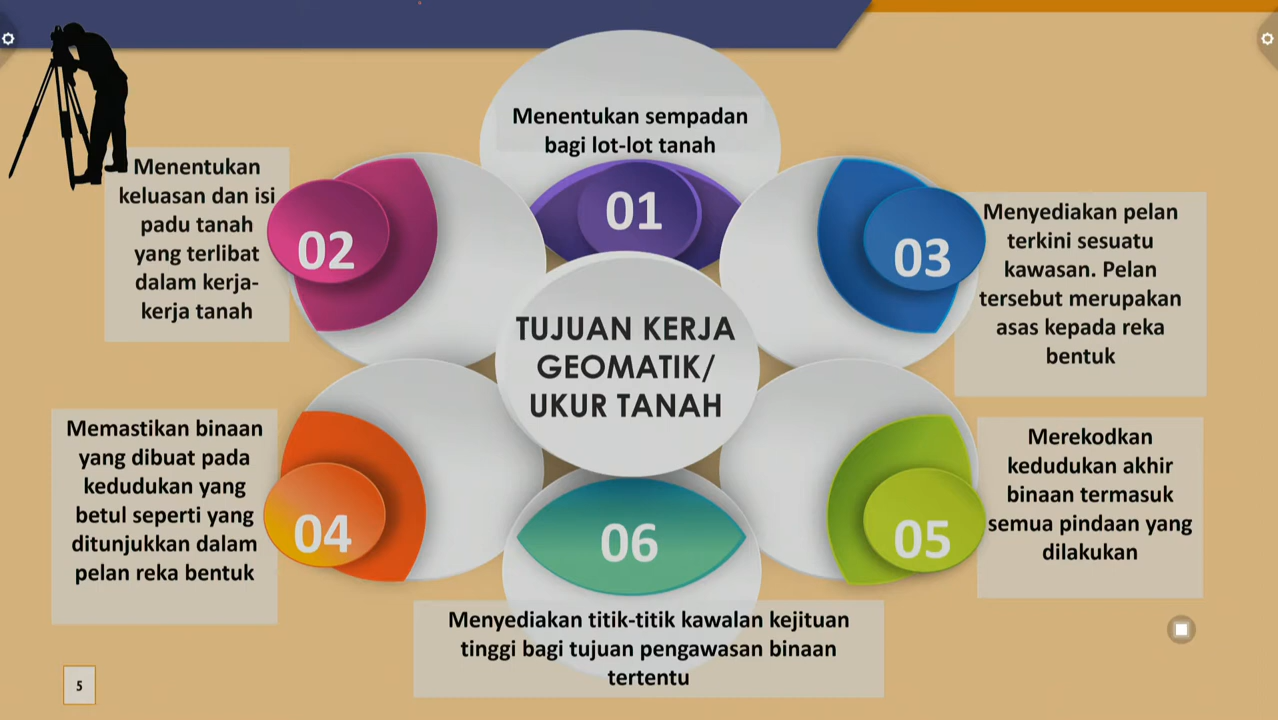 TUJUAN KERJA
GEOMATIK/
UKUR TANAH
01
Menentukan sempadan
bagi lot-lot tanah
02
Menentukan
keluasan dan isi
padu tanah
yang terlibat
dalam kerja-
kerja tanah
03
Menyediakan pelan
terkini sesuatu
kawasan. Pelan
tersebut merupakan
asas kepada reka
bentuk
04
Memastikan binaan
yang dibuat pada
kedudukan yang
betul seperti yang
ditunjukkan dalam
pelan reka bentuk
05
Merekodkan
kedudukan akhir
binaan termasuk
semua pindaan yang
dilakukan
06
Menyediakan titik-titik kawalan kejituan
tinggi bagi tujuan pengawasan binaan
tertentu
5